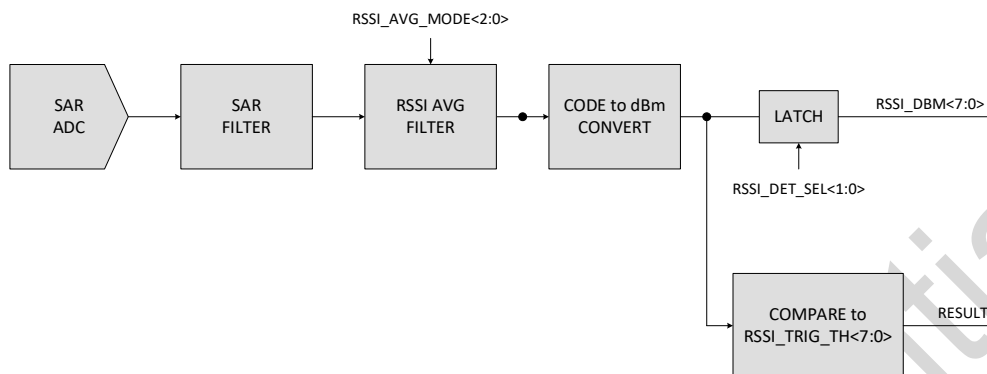 RSSI_AVG_MODE<2:0>
SAR
ADC
SAR
FILTER
RSSI AVG
FILTER
CODE to dBm
CONVERT
LATCH
RSSI_DBM<7:0>
RSSI_DET_SEL<1:0>
COMPARE to
RSSI_TRIG_TH<7:0>
RESULT